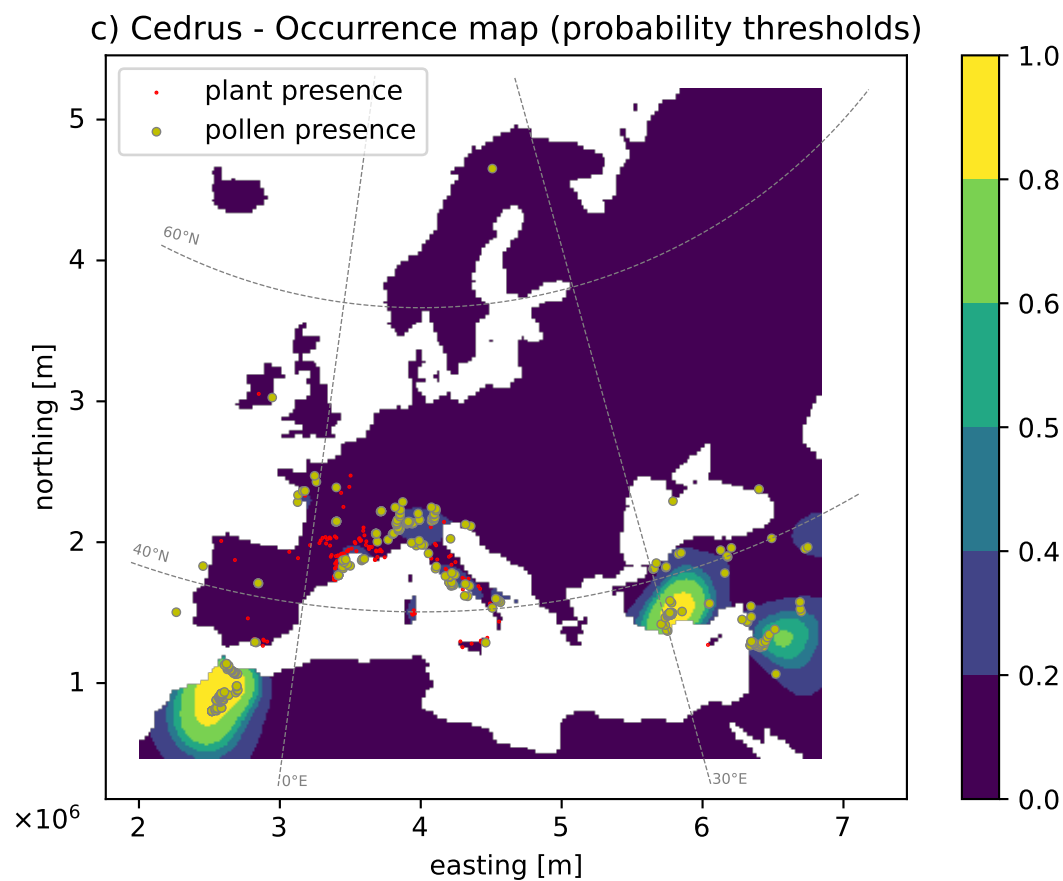 c) Cedrus - Occurrence map (probability thresholds)
plant presence
pollen presence
60°N
40°N
0°E
30°E
5
4
3
2
1
northing [m]
×10⁶
2 3 4 5 6 7
easting [m]
1.0
0.8
0.6
0.5
0.4
0.2
0.0